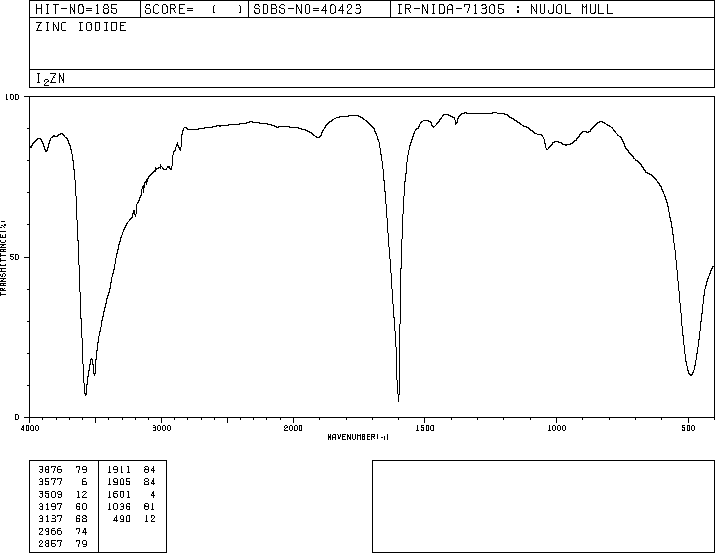 HIT-NO=185 SCORE= ( ) SDBS-NO=40423 IR-NIDA-71305 : NUJOL MULL
ZINC IODIDE
I2ZN
100
50
0
TRANSMITTANCE(%)
4000 3000 2000 1500 1000 500
WAVENUMBER(-1)
3876 79 1911 84
3577 6 1905 84
3509 12 1601 4
3197 60 1036 81
3137 68 490 12
2966 74
2857 79